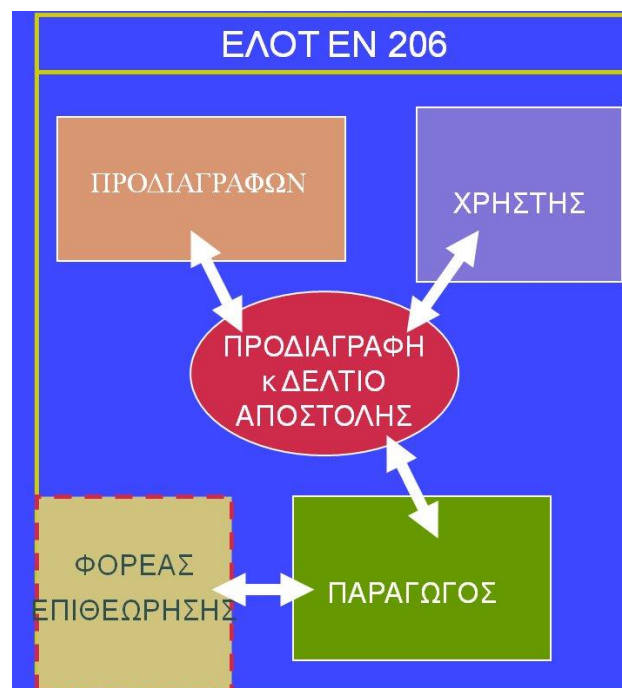 ΕΛΟΤ ΕΝ 206
ΠΡΟΔΙΑΓΡΑΦΩΝ
ΧΡΗΣΤΗΣ
ΠΡΟΔΙΑΓΡΑΦΗ
κ ΔΕΛΤΙΟ
ΑΠΟΣΤΟΛΗΣ
ΦΟΡΕΑΣ
ΕΠΙΘΕΩΡΗΣΗΣ
ΠΑΡΑΓΩΓΟΣ